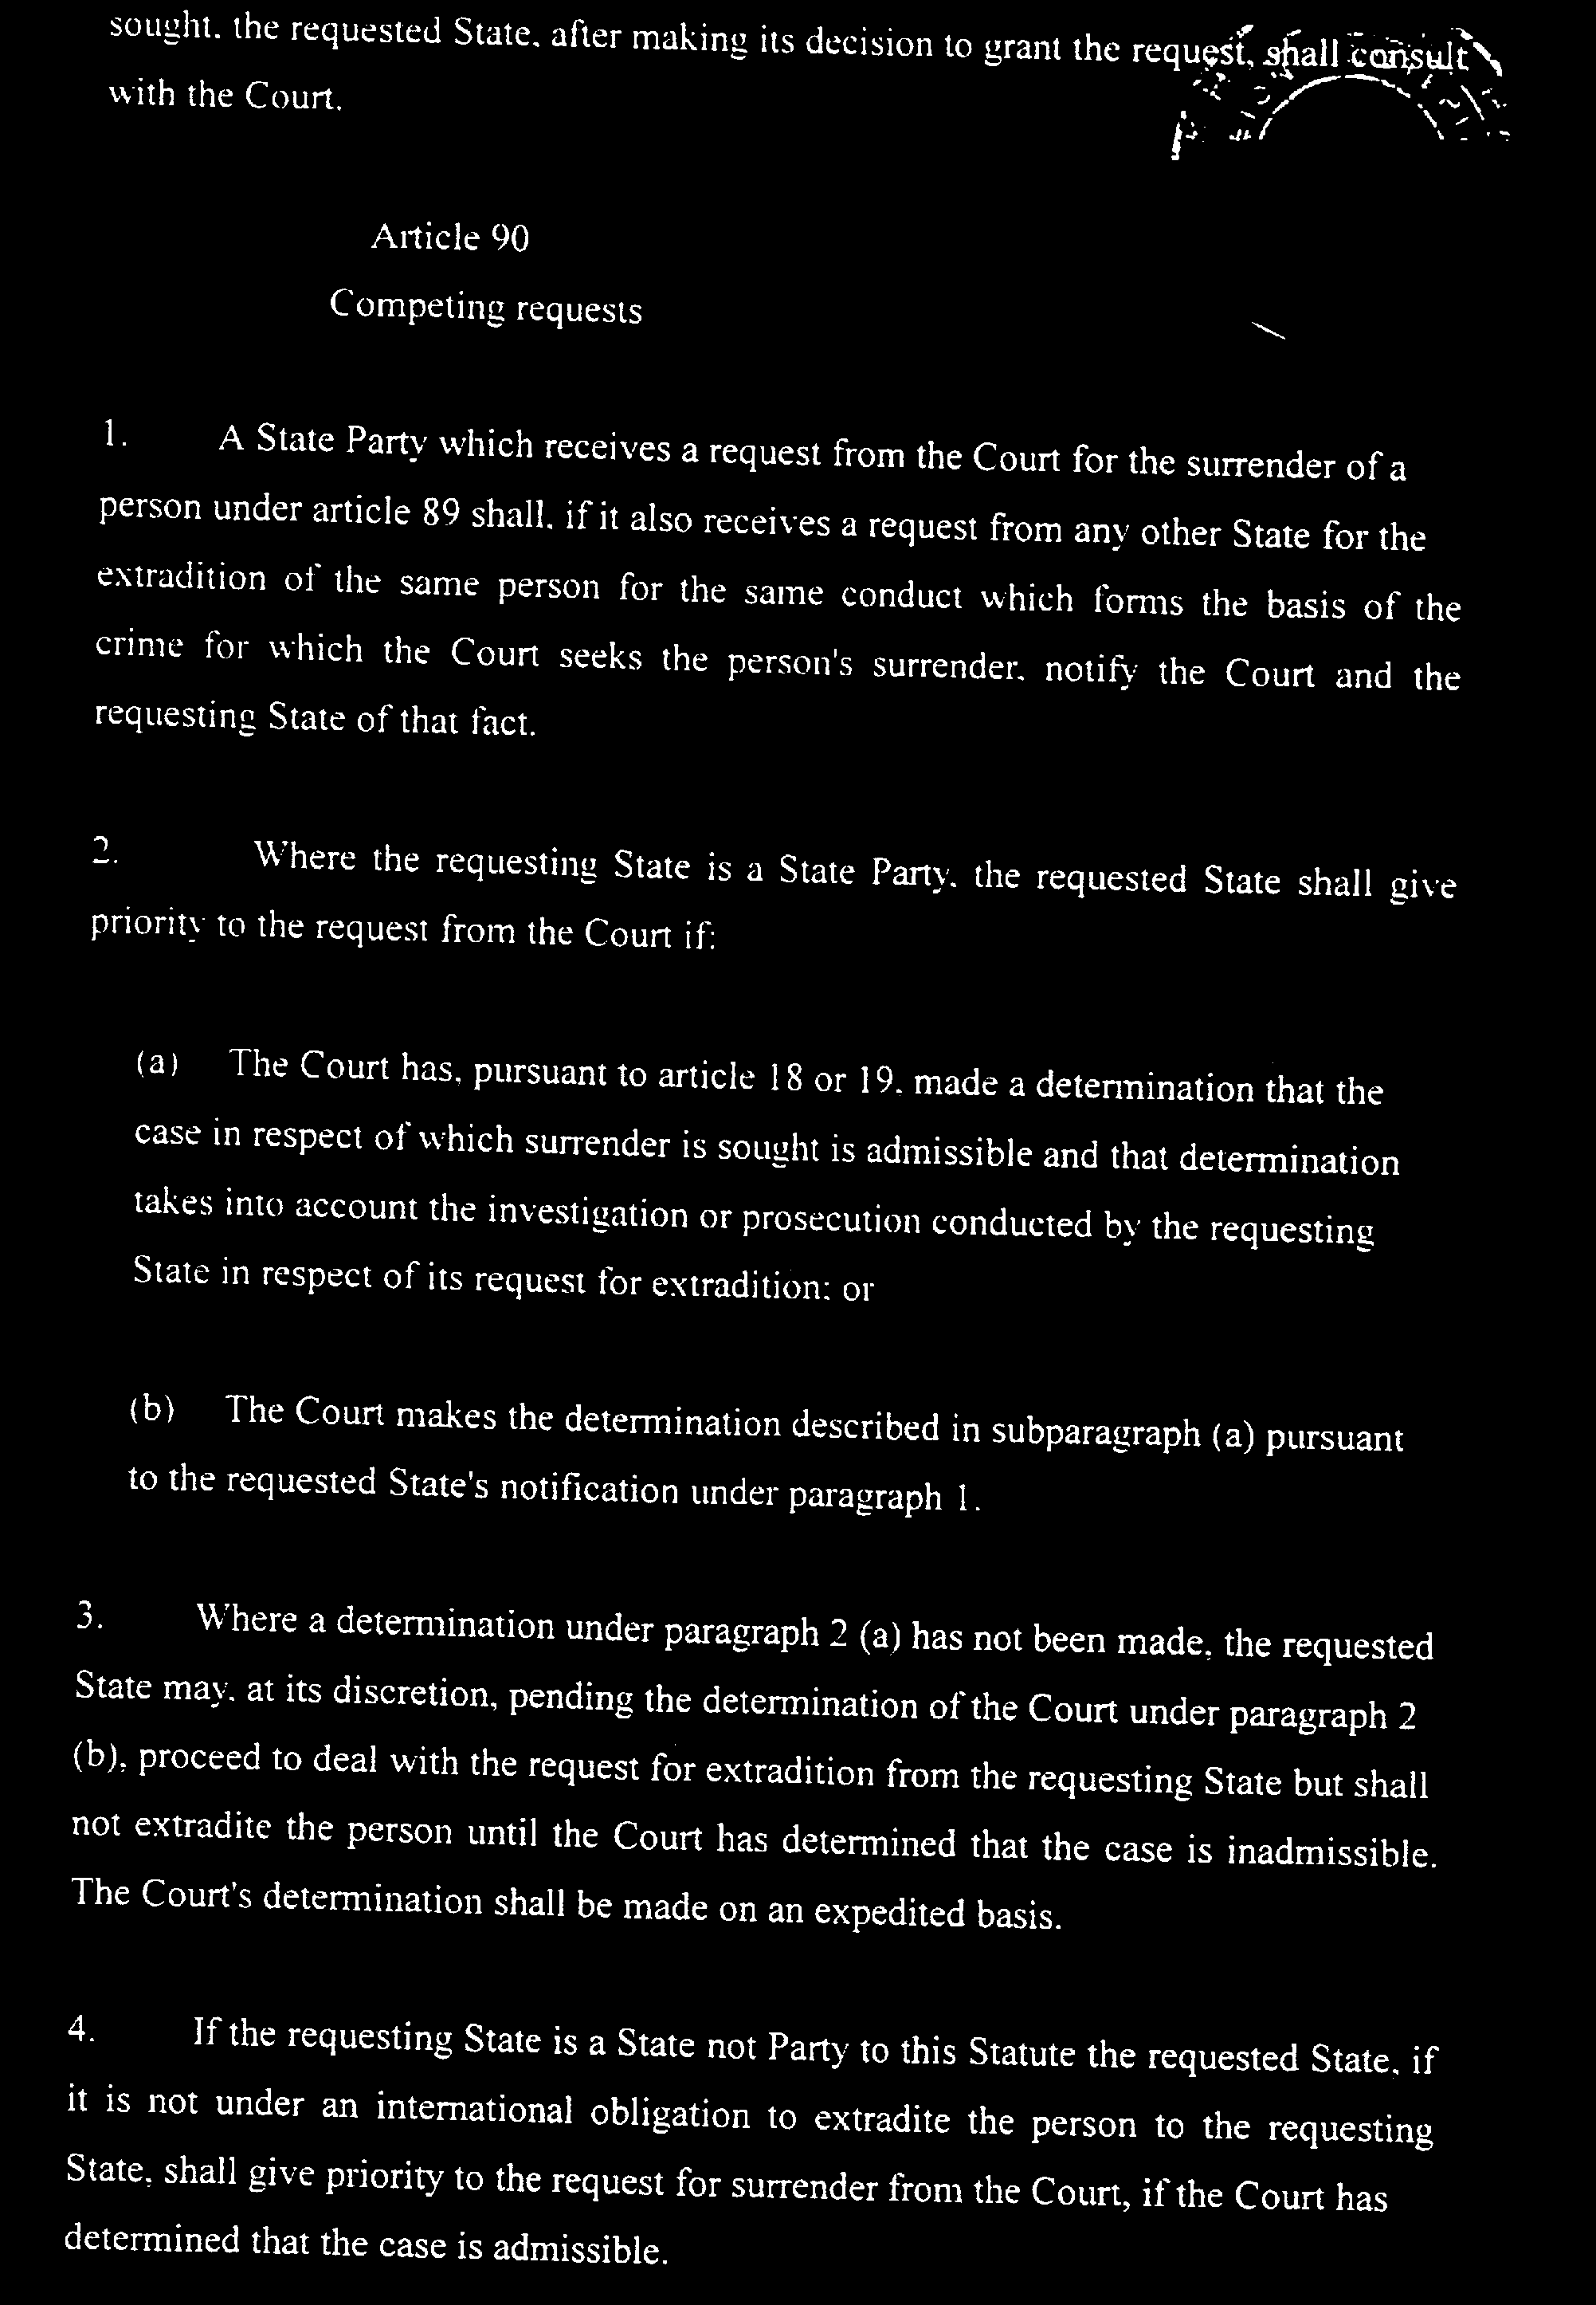 sought, the requested State, after making its decision to grant the request, shall consult
with the Court.
Article 90
Competing requests
1. A State Party which receives a request from the Court for the surrender of a
person under article 89 shall, if it also receives a request from any other State for the
extradition of the same person for the same conduct which forms the basis of the
crime for which the Court seeks the person's surrender, notify the Court and the
requesting State of that fact.
2. Where the requesting State is a State Party, the requested State shall give
priority to the request from the Court if:
(a) The Court has, pursuant to article 18 or 19, made a determination that the
case in respect of which surrender is sought is admissible and that determination
takes into account the investigation or prosecution conducted by the requesting
State in respect of its request for extradition; or
(b) The Court makes the determination described in subparagraph (a) pursuant
to the requested State's notification under paragraph 1.
3. Where a determination under paragraph 2 (a) has not been made, the requested
State may, at its discretion, pending the determination of the Court under paragraph 2
(b), proceed to deal with the request for extradition from the requesting State but shall
not extradite the person until the Court has determined that the case is inadmissible.
The Court's determination shall be made on an expedited basis.
4. If the requesting State is a State not Party to this Statute the requested State, if
it is not under an international obligation to extradite the person to the requesting
State, shall give priority to the request for surrender from the Court, if the Court has
determined that the case is admissible.